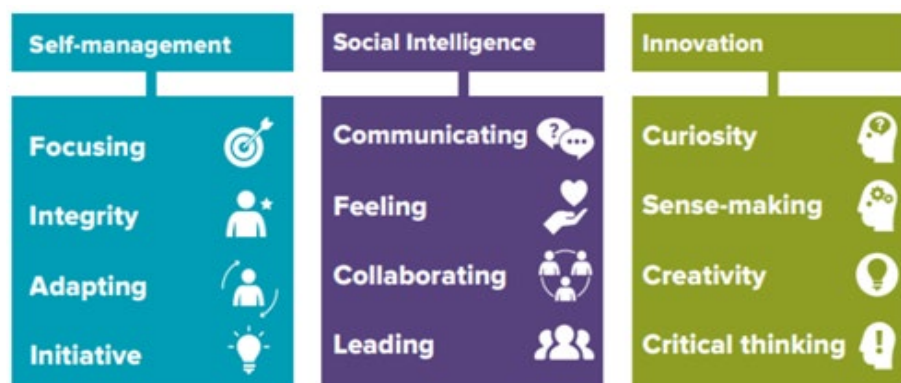 Self-management
Focusing
Integrity
Adapting
Initiative
Social Intelligence
Communicating
Feeling
Collaborating
Leading
Innovation
Curiosity
Sense-making
Creativity
Critical thinking